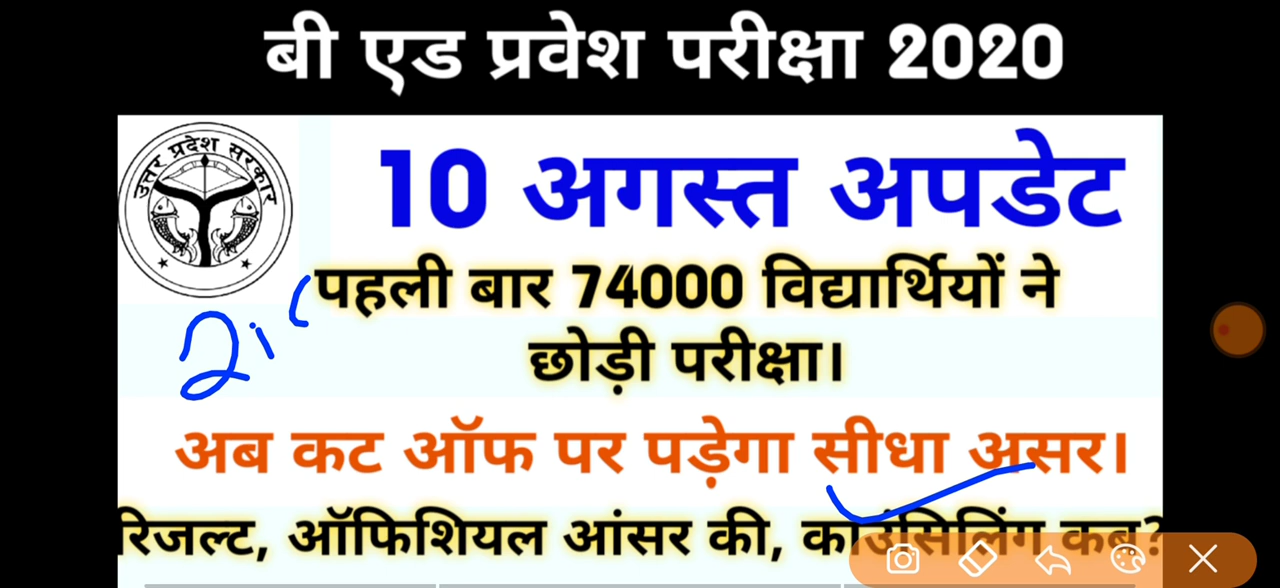 बी एड प्रवेश परीक्षा 2020
उत्तर प्रदेश सरकार
10 अगस्त अपडेट
पहली बार 74000 विद्यार्थियों ने
छोड़ी परीक्षा।
अब कट ऑफ पर पड़ेगा सीधा असर।
रिजल्ट, ऑफिशियल आंसर की, काउंसिलिंग कब?